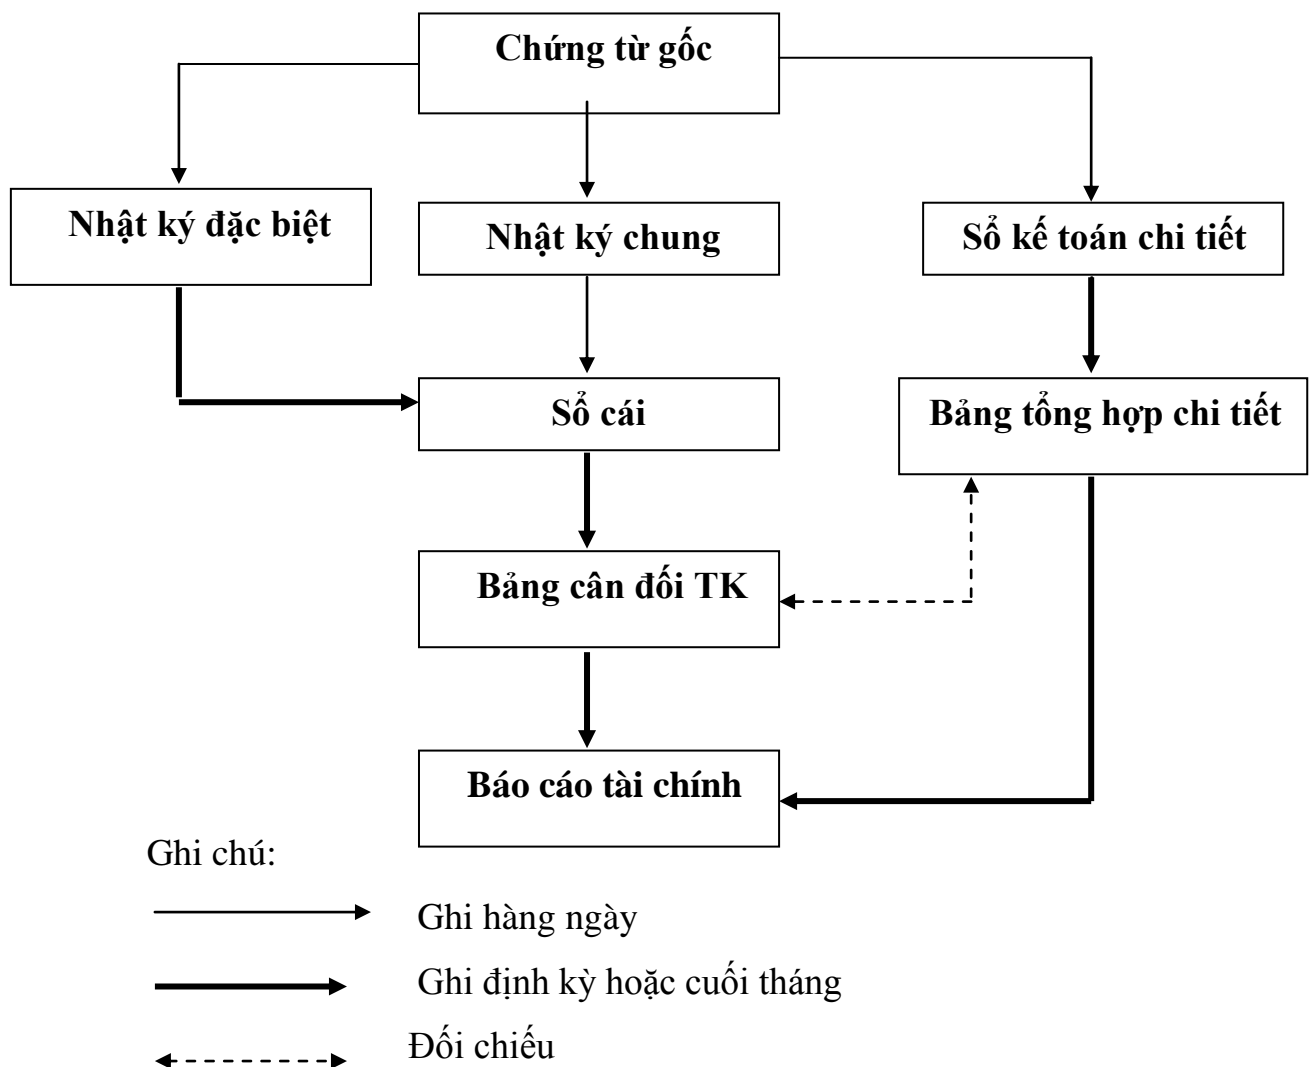 Chứng từ gốc
Nhật ký đặc biệt
Nhật ký chung
Sổ kế toán chi tiết
Sổ cái
Bảng tổng hợp chi tiết
Bảng cân đối TK
Báo cáo tài chính
Ghi chú:
Ghi hàng ngày
Ghi định kỳ hoặc cuối tháng
Đối chiếu